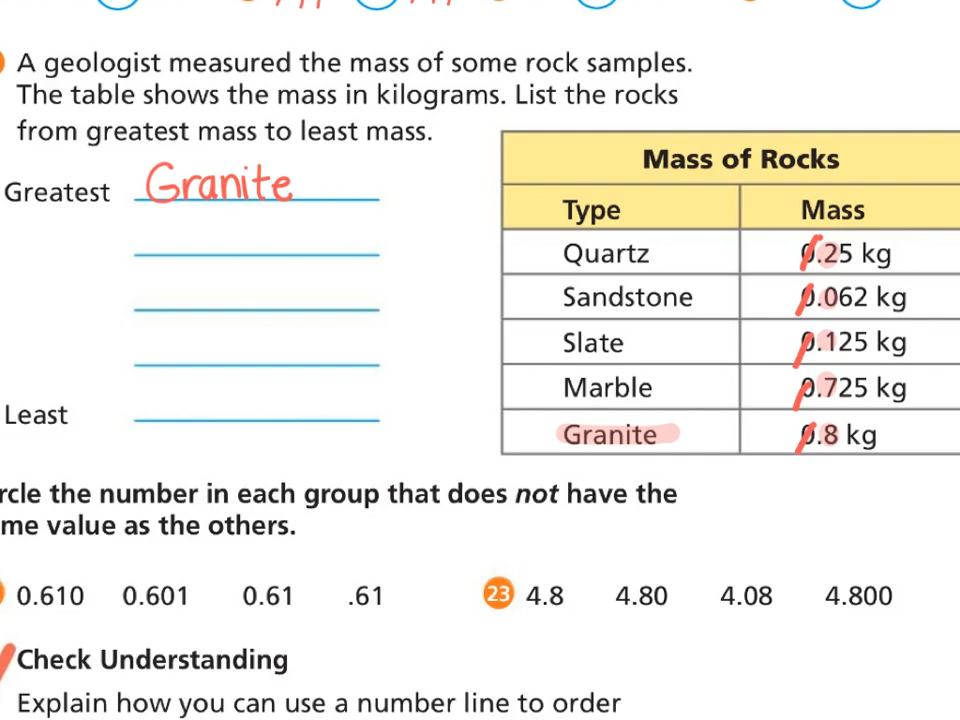 A geologist measured the mass of some rock samples.
The table shows the mass in kilograms. List the rocks
from greatest mass to least mass.
Greatest Granite
Least
Mass of Rocks
Type Mass
Quartz 0.25 kg
Sandstone 0.062 kg
Slate 0.125 kg
Marble 0.725 kg
Granite 0.8 kg
rcle the number in each group that does not have the
me value as the others.
0.610 0.601 0.61 .61
23 4.8 4.80 4.08 4.800
Check Understanding
Explain how you can use a number line to order